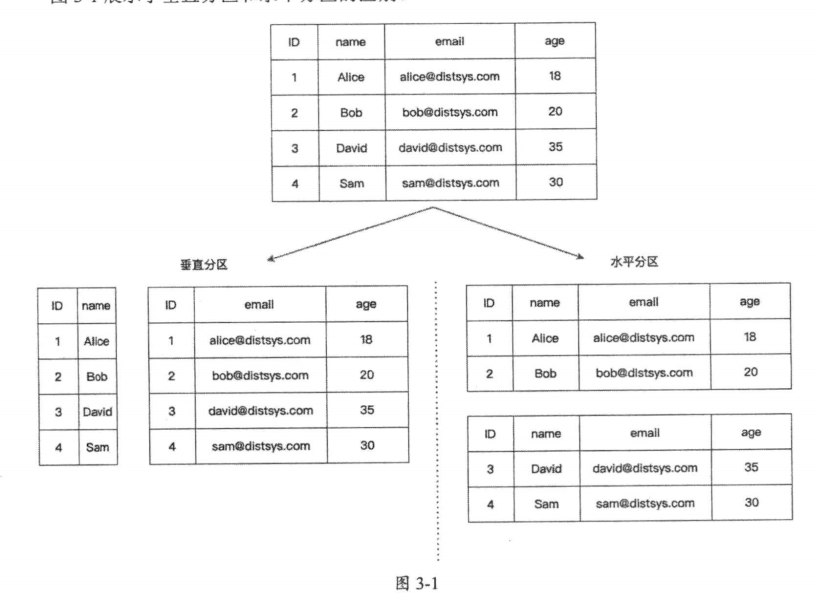 ID name email age
1 Alice alice@distsys.com 18
2 Bob bob@distsys.com 20
3 David david@distsys.com 35
4 Sam sam@distsys.com 30
垂直分区
ID name
1 Alice
2 Bob
3 David
4 Sam
ID email age
1 alice@distsys.com 18
2 bob@distsys.com 20
3 david@distsys.com 35
4 sam@distsys.com 30
水平分区
ID name email age
1 Alice alice@distsys.com 18
2 Bob bob@distsys.com 20
ID name email age
3 David david@distsys.com 35
4 Sam sam@distsys.com 30
图 3-1